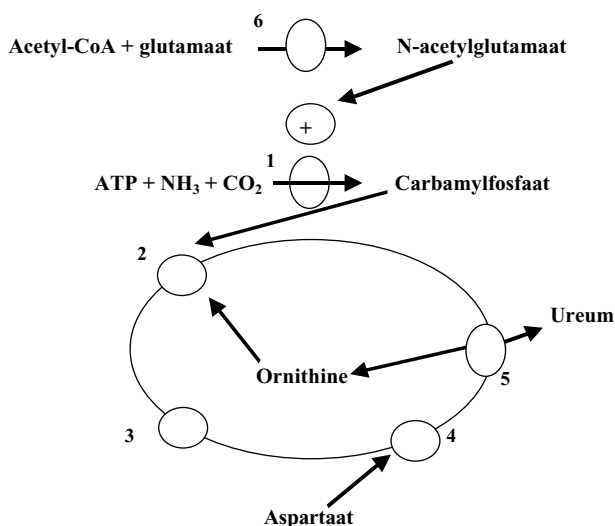 6
Acetyl-CoA + glutamaat N-acetylglutamaat
+
1
ATP + NH₃ + CO₂ Carbamylfosfaat
2
Ureum
Ornithine
5
3 4
Aspartaat